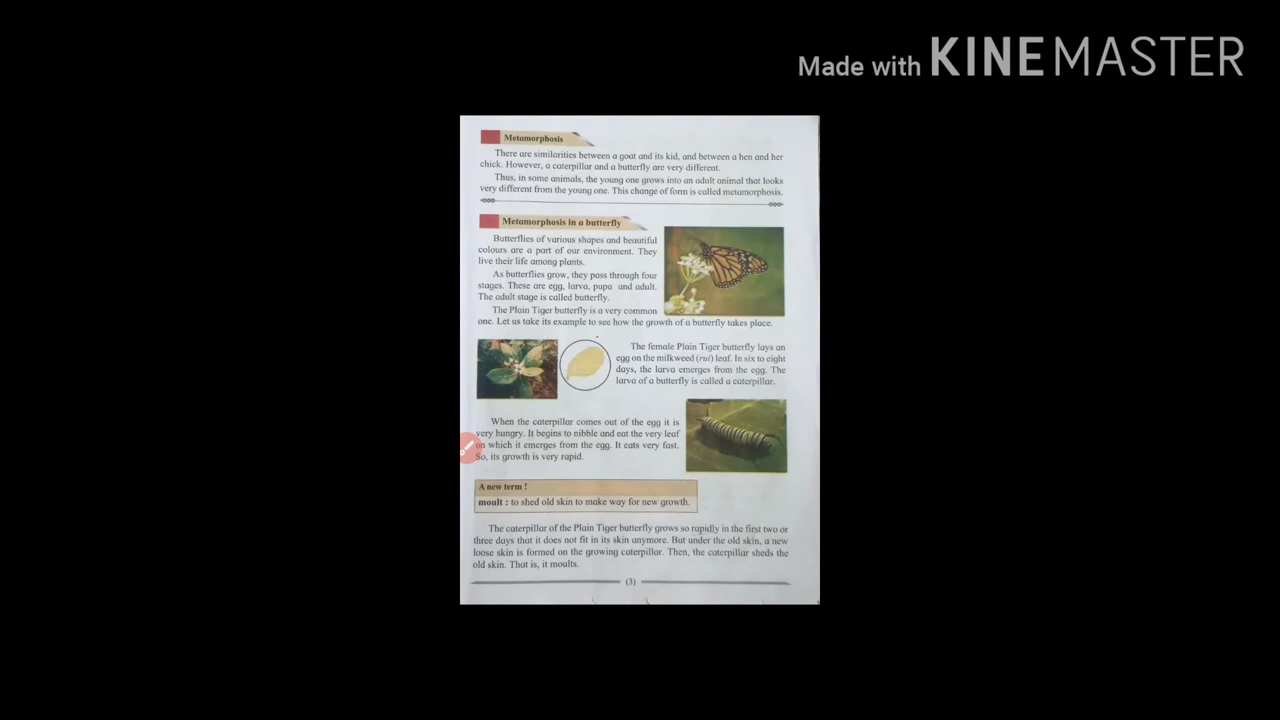 Made with KINEMASTER
Metamorphosis
There are similarities between a goat and its kid, and between a hen and her
chick. However, a caterpillar and a butterfly are very different.
Thus, in some animals, the young one grows into an adult animal that looks
very different from the young one. This change of form is called metamorphosis.
Metamorphosis in a butterfly
Butterflies of various shapes and beautiful
colours are a part of our environment. They
live their life among plants.
As butterflies grow, they pass through four
stages. These are egg, larva, pupa and adult.
The adult stage is called butterfly.
The Plain Tiger butterfly is a very common
one. Let us take its example to see how the growth of a butterfly takes place.
The female Plain Tiger butterfly lays an
egg on the milkweed (rui) leaf. In six to eight
days, the larva emerges from the egg. The
larva of a butterfly is called a caterpillar.
When the caterpillar comes out of the egg it is
very hungry. It begins to nibble and eat the very leaf
on which it emerges from the egg. It eats very fast.
So, its growth is very rapid.
A new term !
moult : to shed old skin to make way for new growth.
The caterpillar of the Plain Tiger butterfly grows so rapidly in the first two or
three days that it does not fit in its skin anymore. But under the old skin, a new
loose skin is formed on the growing caterpillar. Then, the caterpillar sheds the
old skin. That is, it moults.
(3)